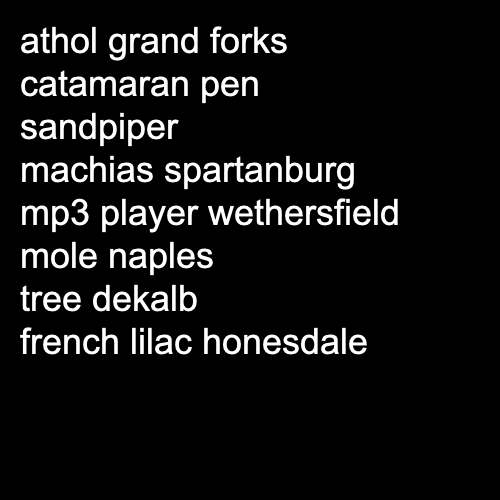 athol grand forks
catamaran pen
sandpiper
machias spartanburg
mp3 player wethersfield
mole naples
tree dekalb
french lilac honesdale